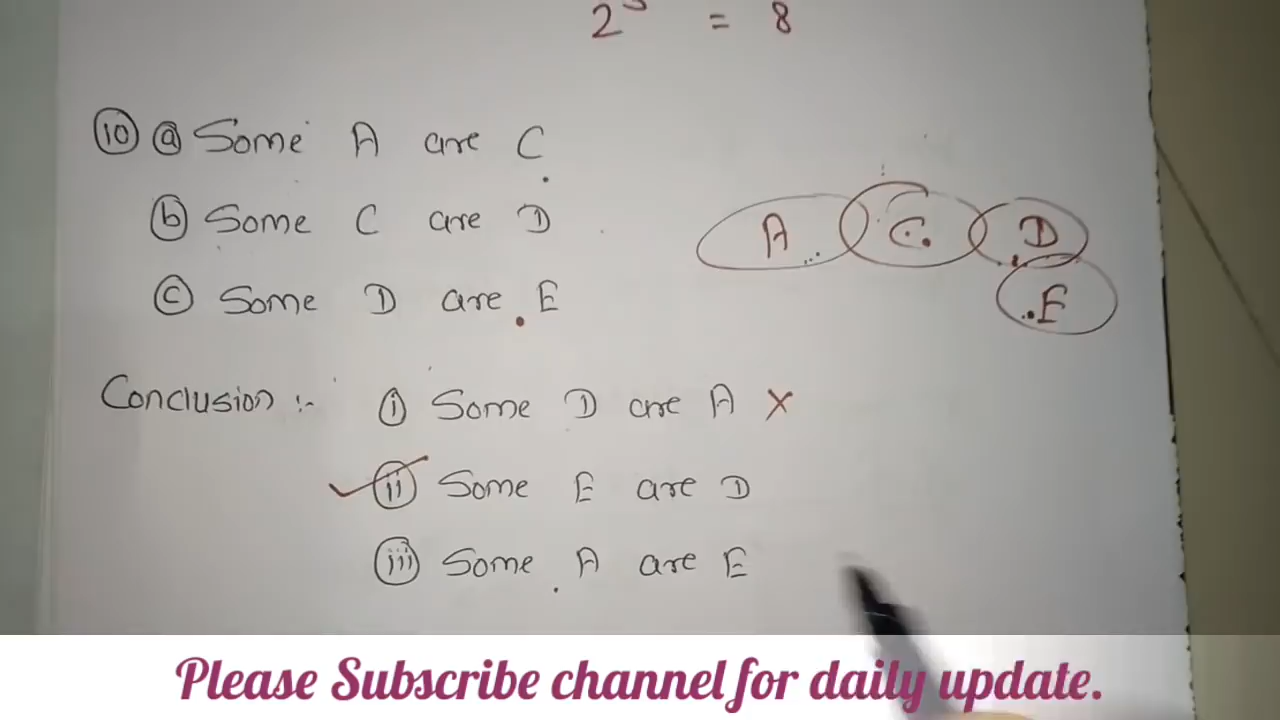 2³ = 8
⑩ ⓐ Some A are C
ⓑ Some C are D
ⓒ Some D are E
A C D E
Conclusion :-
ⓘ Some D are A ×
✓ (ii) Some E are D
(iii) Some A are E
Please Subscribe channel for daily update.